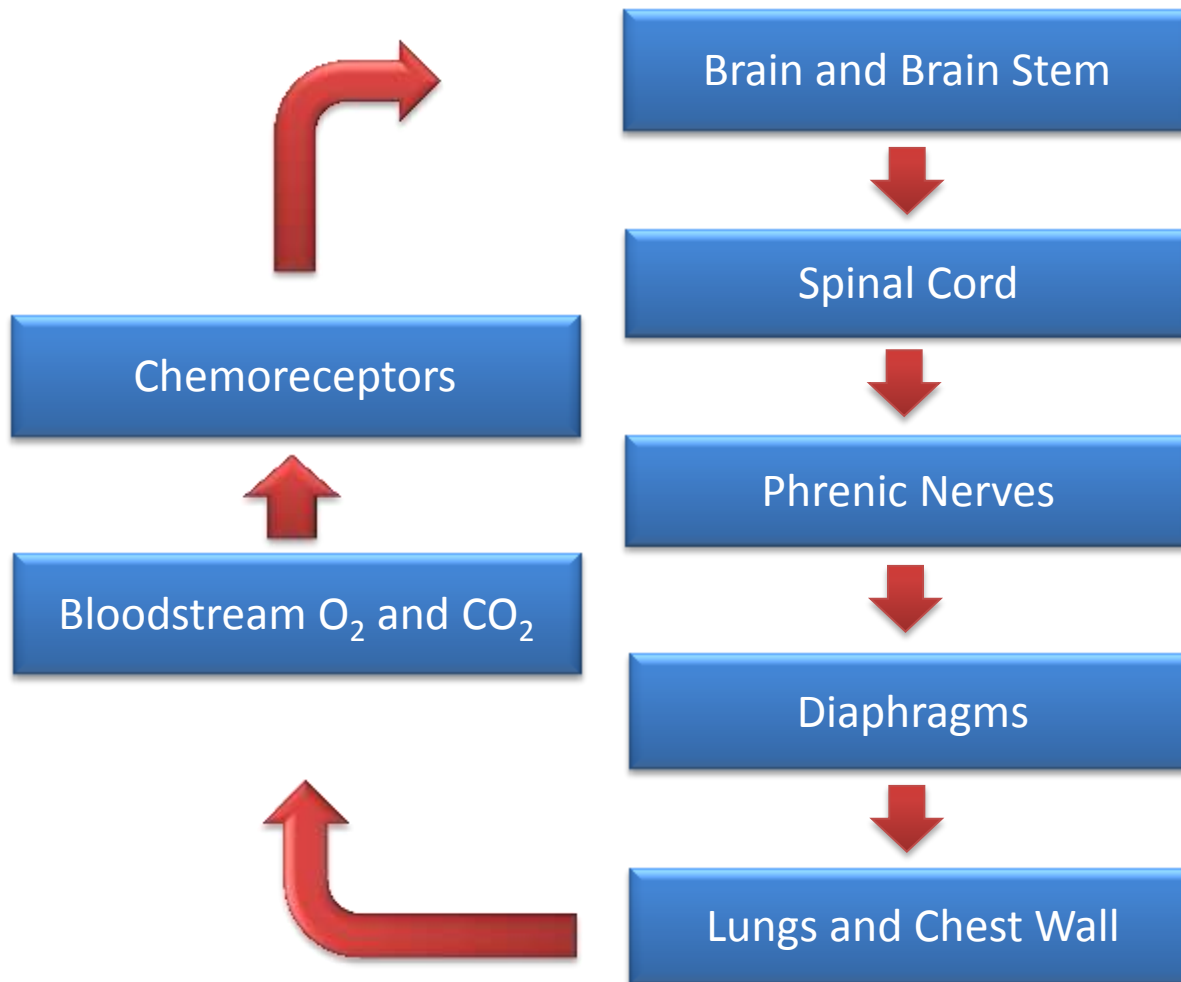 Brain and Brain Stem
Spinal Cord
Phrenic Nerves
Diaphragms
Lungs and Chest Wall
Bloodstream O₂ and CO₂
Chemoreceptors